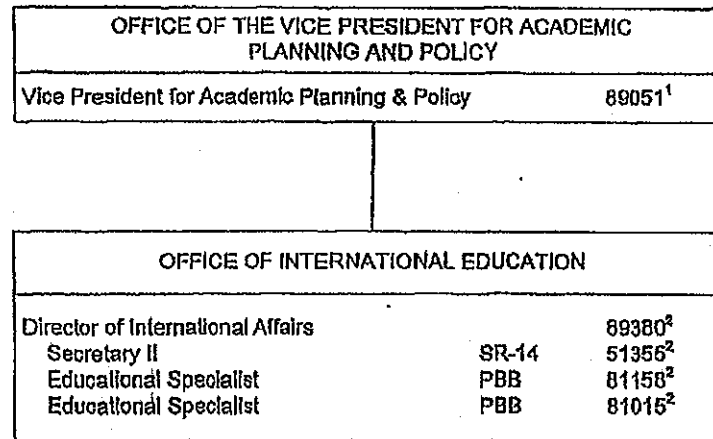 OFFICE OF THE VICE PRESIDENT FOR ACADEMIC
PLANNING AND POLICY
Vice President for Academic Planning & Policy 89051¹
OFFICE OF INTERNATIONAL EDUCATION
Director of International Affairs 89380²
Secretary II SR-14 51356²
Educational Specialist PBB 81158²
Educational Specialist PBB 81015²